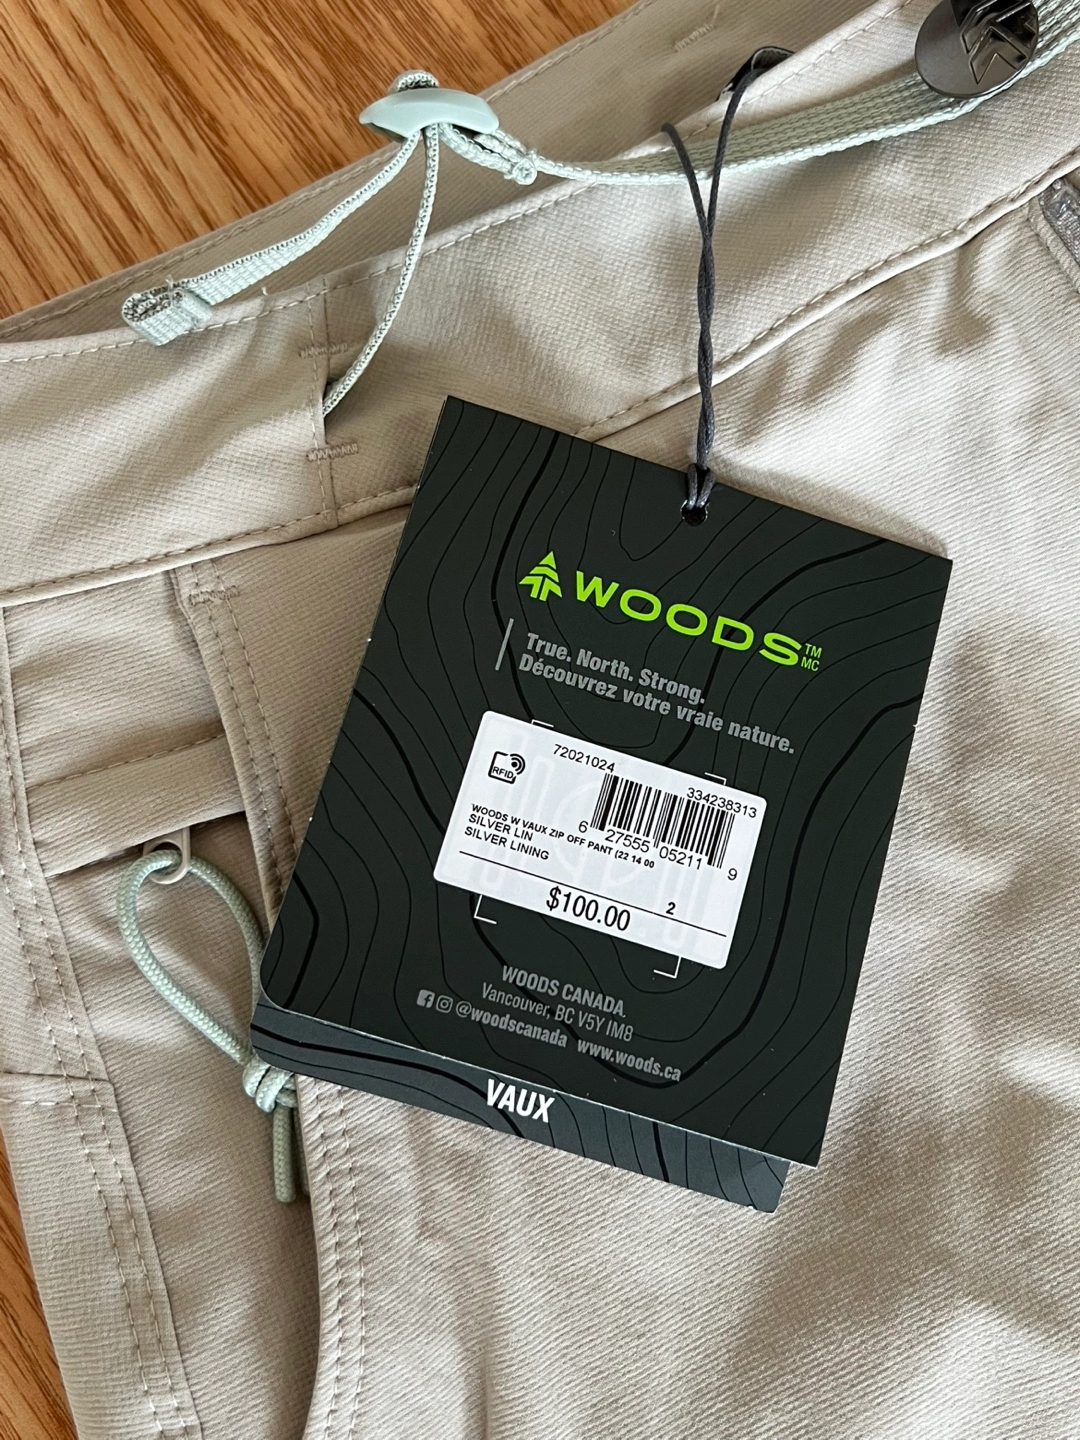 WOODS TM MC
True. North. Strong.
Découvrez votre vraie nature.
72021024
334238313
RFID
6 27555 05211 9
WOODS W VAUX ZIP OFF PANT (22 14 00
SILVER LIN
SILVER LINING
$100.00 2
WOODS CANADA
Vancouver, BC V5Y 1M8
@woodscanada www.woods.ca
VAUX